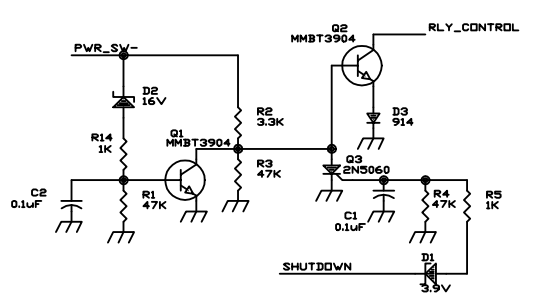 Q2
MMBT3904
RLY_CONTROL
PWR_SW-
D2
16V
R2
3.3K
D3
914
R14
1K
Q1
MMBT3904
R3
47K
Q3
2N5060
C2
0.1uF
R1
47K
C1
0.1uF
R4
47K
R5
1K
SHUTDOWN
D1
3.9V